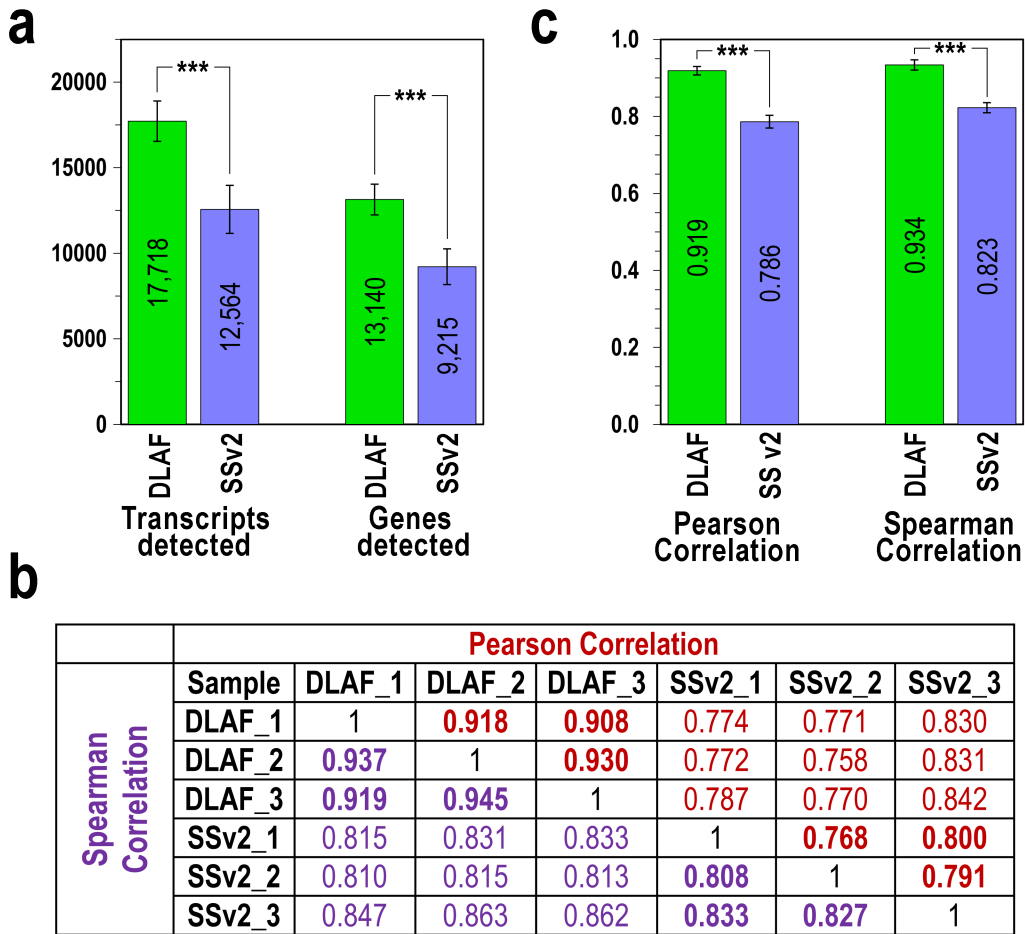 a
20000
15000
10000
5000
0
***
***
17,718
12,564
13,140
9,215
DLAF
SSv2
DLAF
SSv2
Transcripts
detected
Genes
detected
c
1.0
0.8
0.6
0.4
0.2
0.0
***
***
0.919
0.786
0.934
0.823
DLAF
SS v2
DLAF
SSv2
Pearson
Correlation
Spearman
Correlation
b
Pearson Correlation
Spearman
Correlation
Sample DLAF_1 DLAF_2 DLAF_3 SSv2_1 SSv2_2 SSv2_3
DLAF_1 1 0.918 0.908 0.774 0.771 0.830
DLAF_2 0.937 1 0.930 0.772 0.758 0.831
DLAF_3 0.919 0.945 1 0.787 0.770 0.842
SSv2_1 0.815 0.831 0.833 1 0.768 0.800
SSv2_2 0.810 0.815 0.813 0.808 1 0.791
SSv2_3 0.847 0.863 0.862 0.833 0.827 1